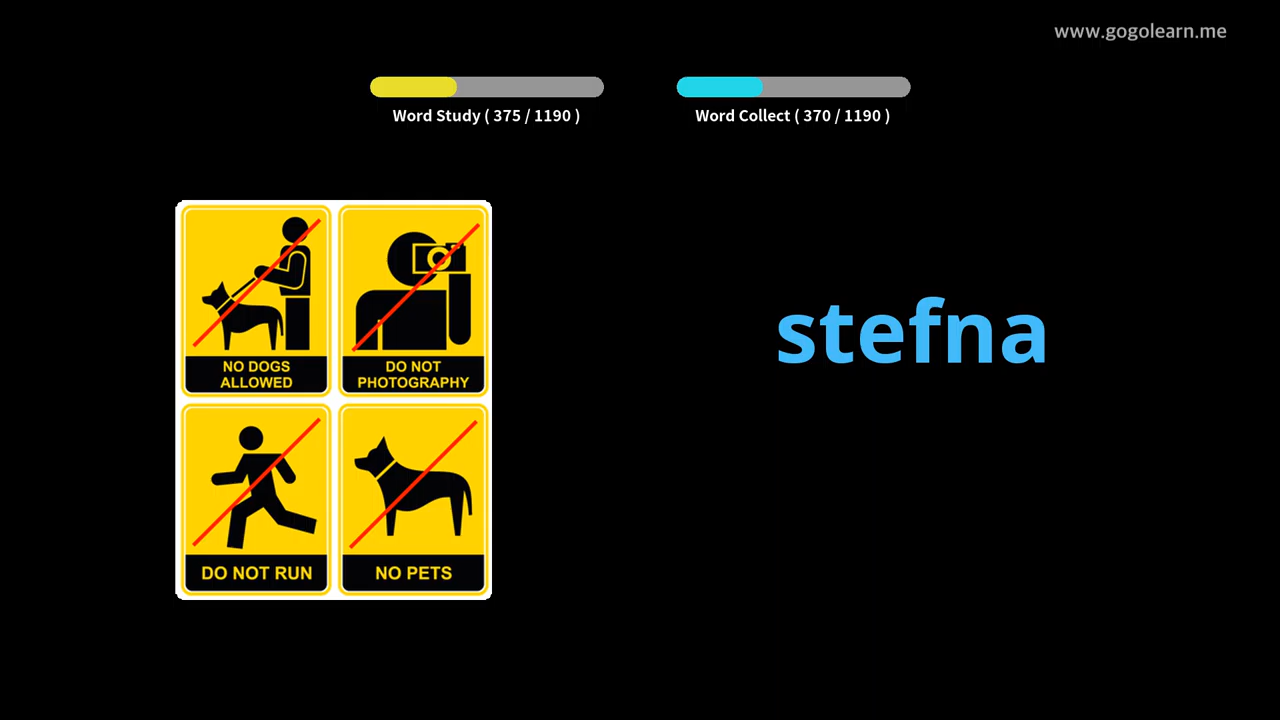 www.gogolearn.me
Word Study ( 375 / 1190 )
Word Collect ( 370 / 1190 )
NO DOGS
ALLOWED
DO NOT
PHOTOGRAPHY
DO NOT RUN
NO PETS
stefna